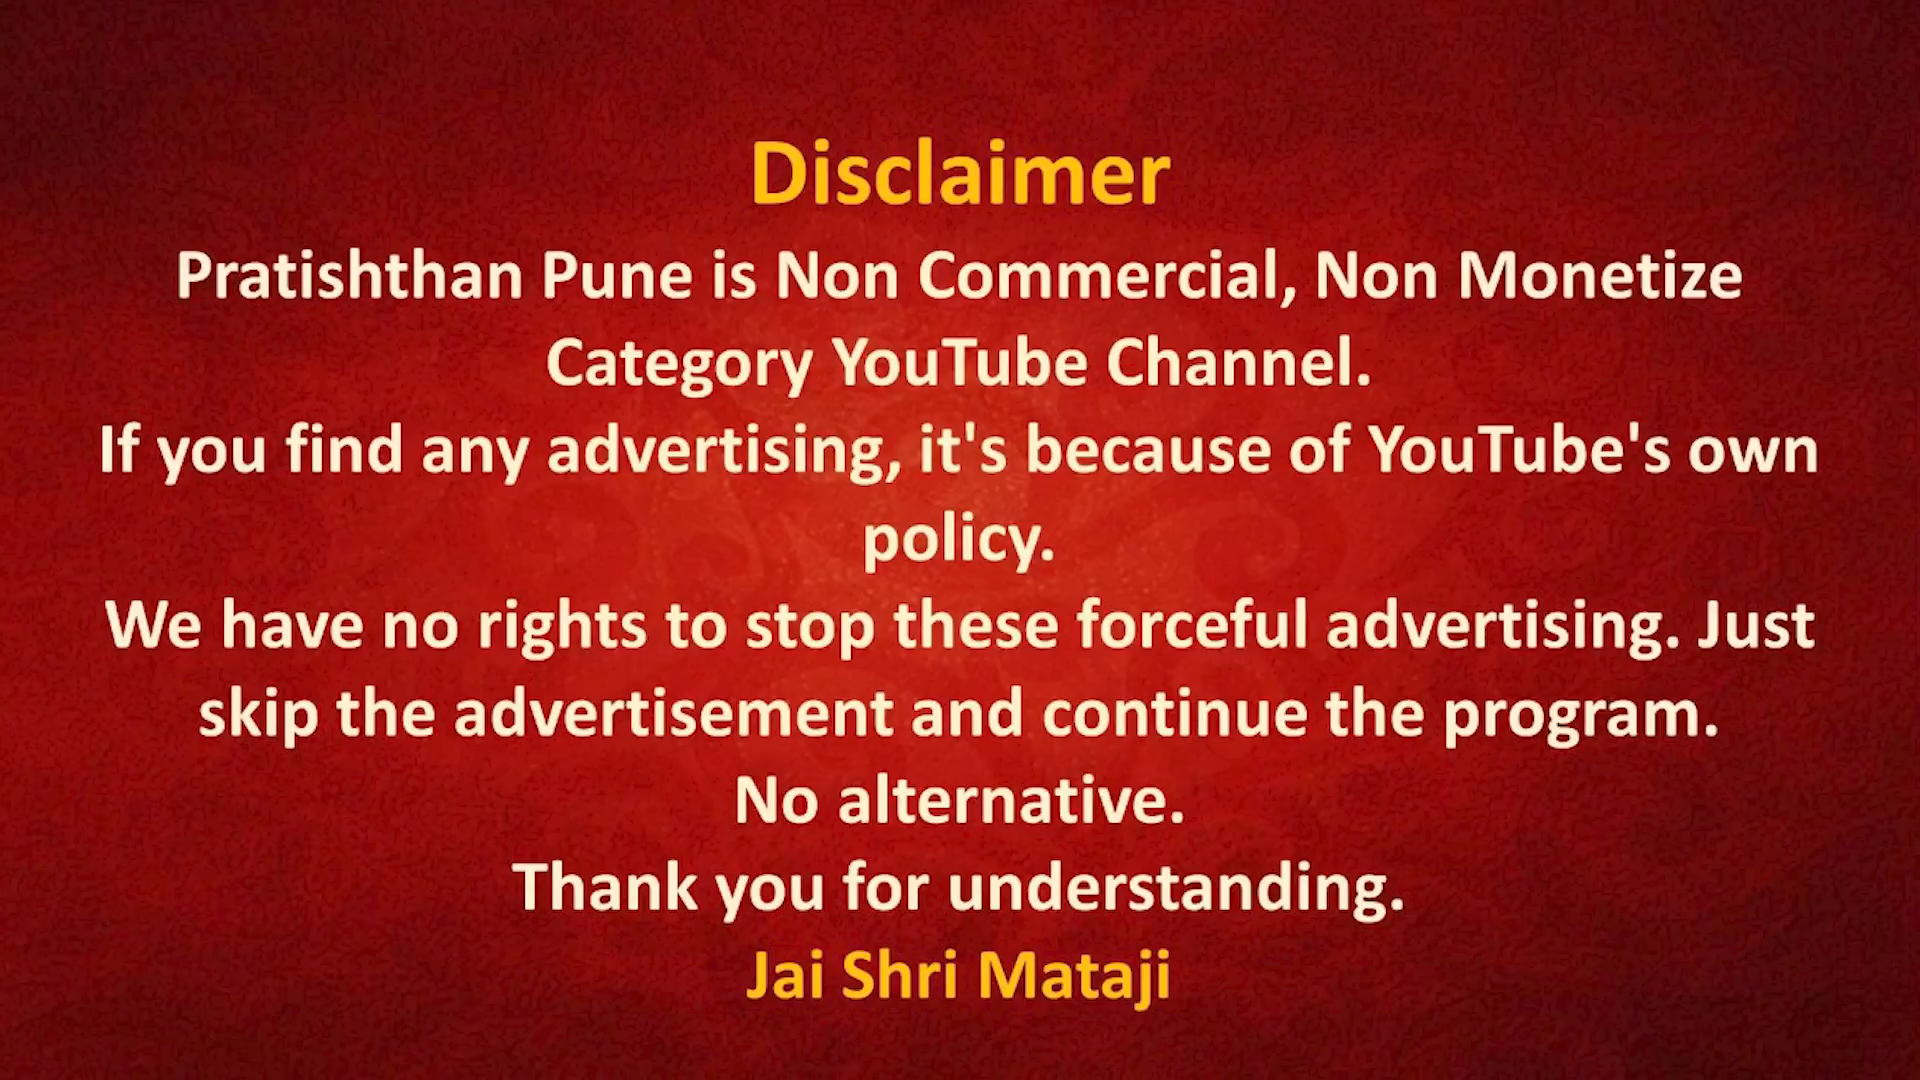 Disclaimer
Pratishthan Pune is Non Commercial, Non Monetize
Category YouTube Channel.
If you find any advertising, it's because of YouTube's own
policy.
We have no rights to stop these forceful advertising. Just
skip the advertisement and continue the program.
No alternative.
Thank you for understanding.
Jai Shri Mataji